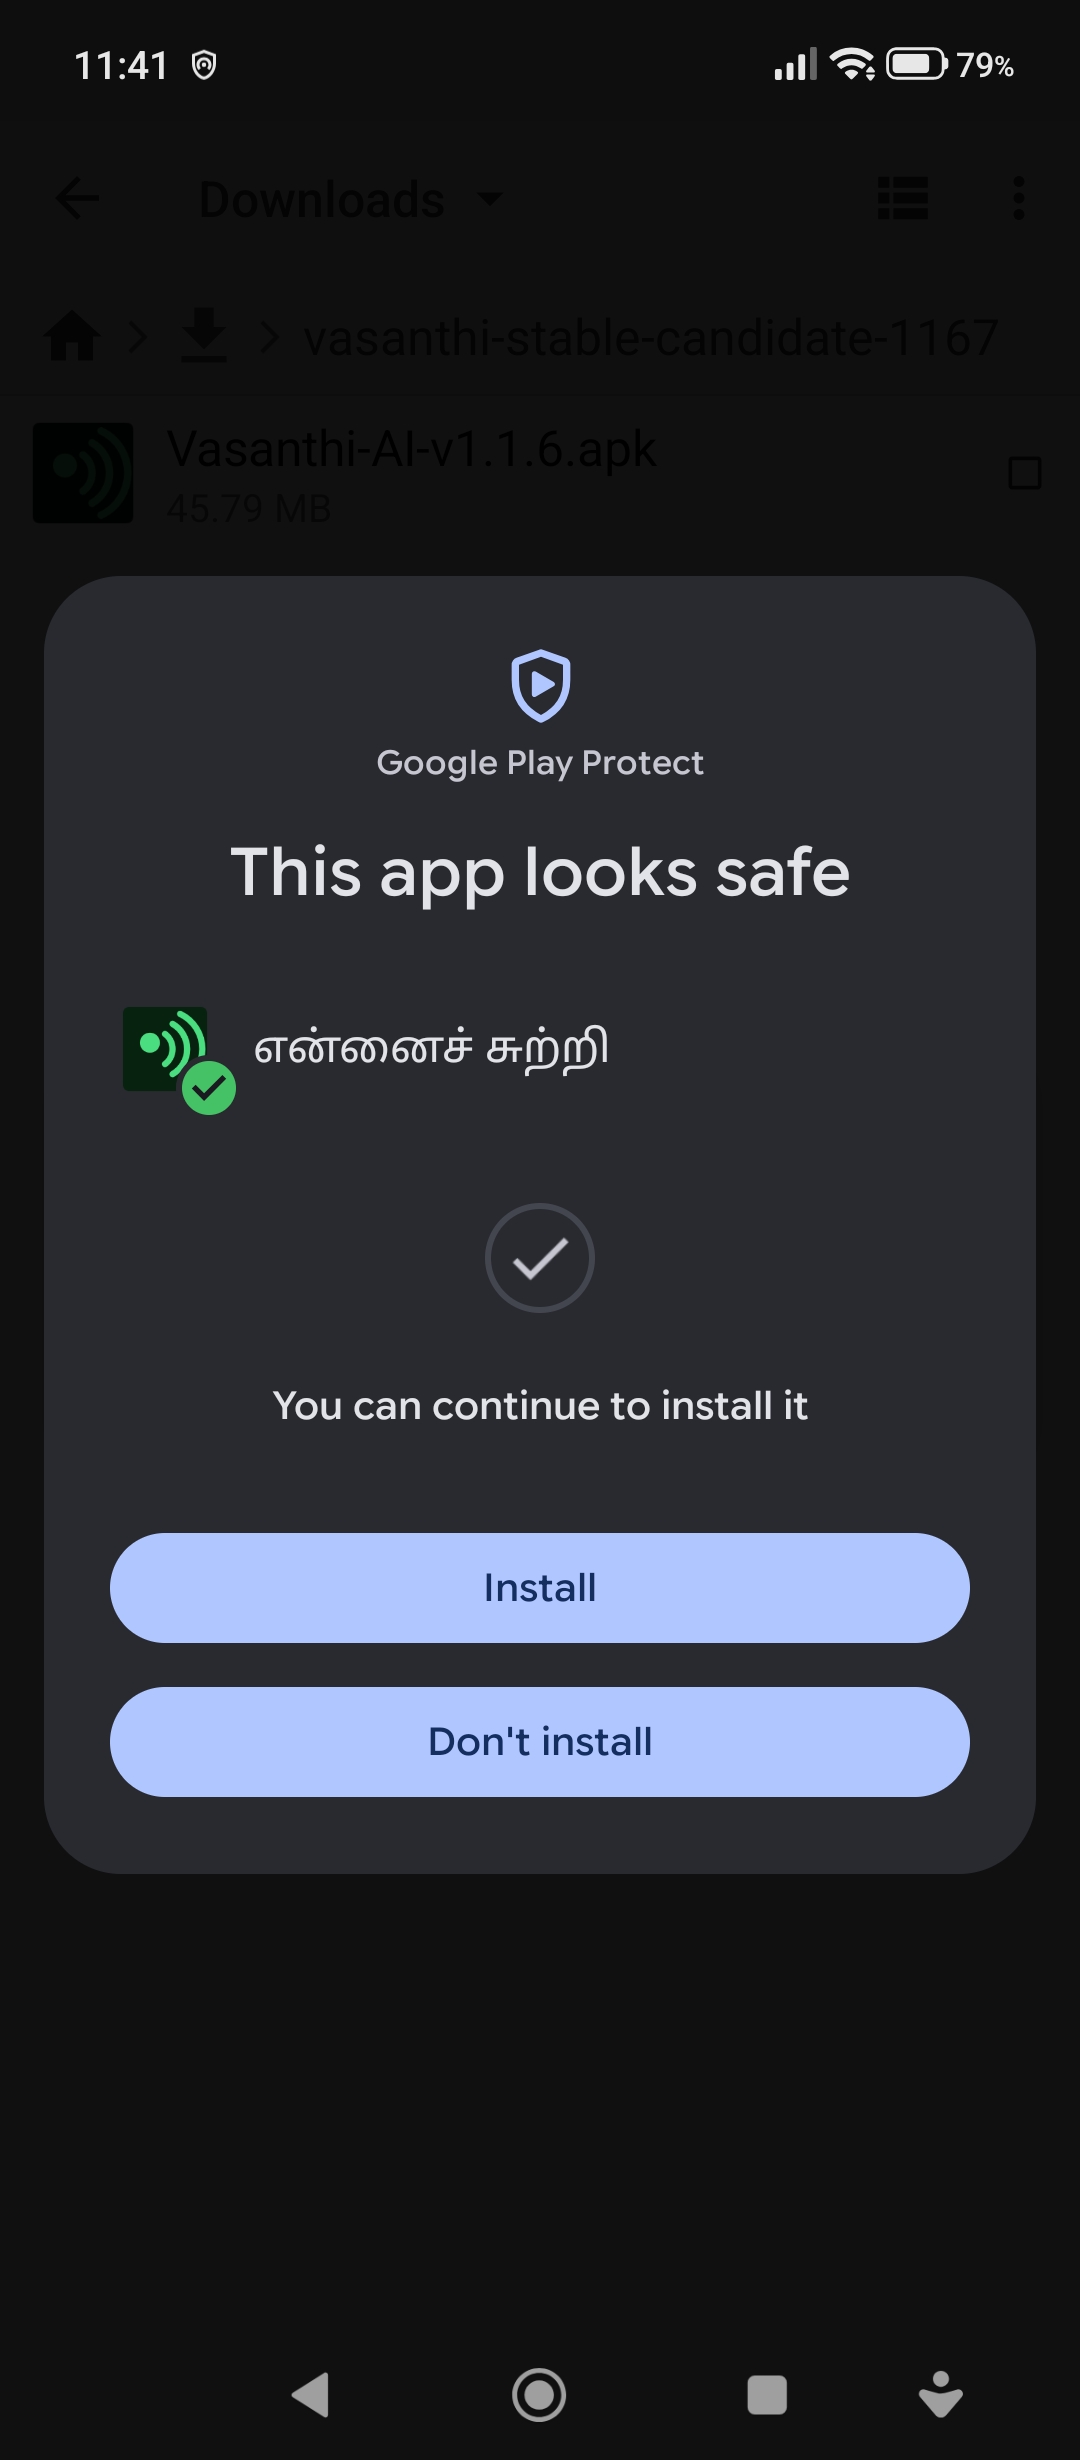 11:41
79%
Downloads
vasanthi-stable-candidate-1167
Vasanthi-AI-v1.1.6.apk
45.79 MB
Google Play Protect
This app looks safe
என்னைச் சுற்றி
You can continue to install it
Install
Don't install